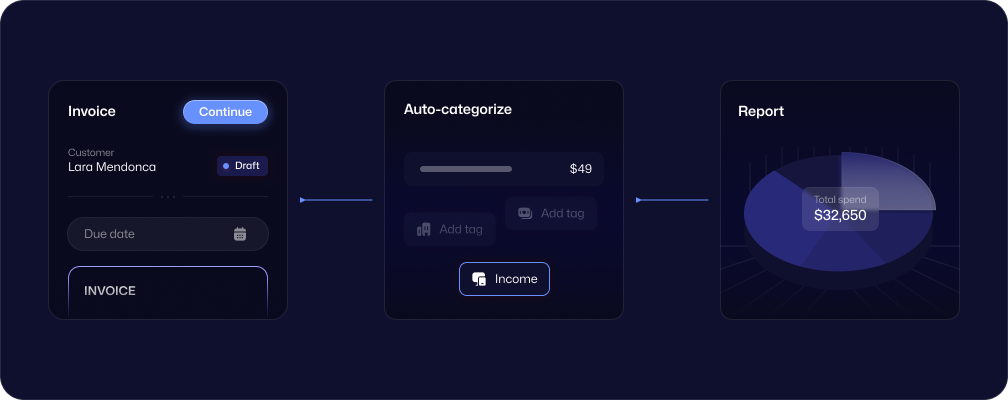 Invoice
Continue
Customer
Lara Mendonca
Draft
Due date
INVOICE
Auto-categorize
$49
Add tag
Add tag
Income
Report
Total spend
$32,650